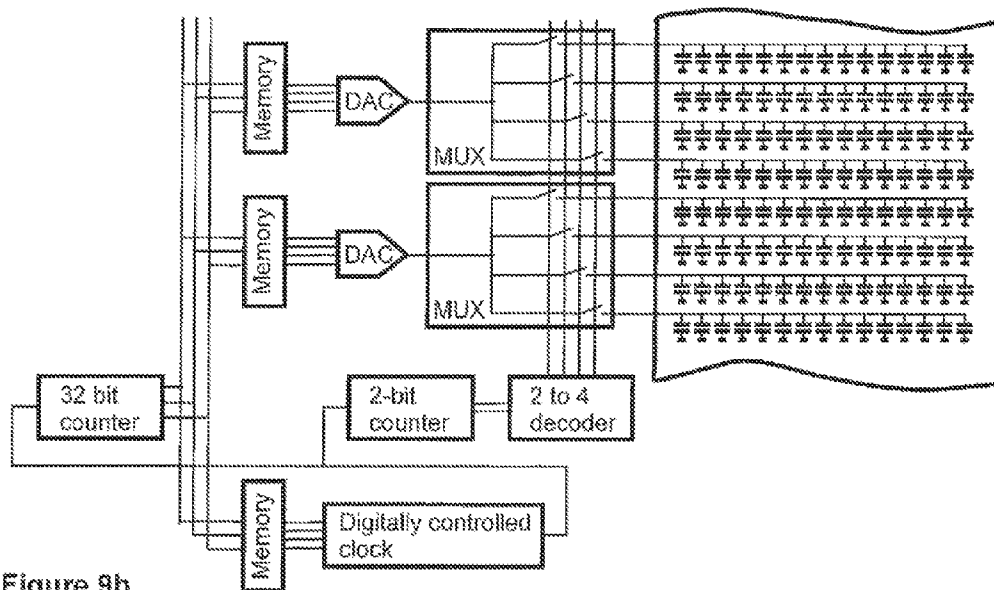 Memory
DAC
MUX
Memory
DAC
MUX
32 bit
counter
2-bit
counter
2 to 4
decoder
Memory
Digitally controlled
clock
Figure 9b